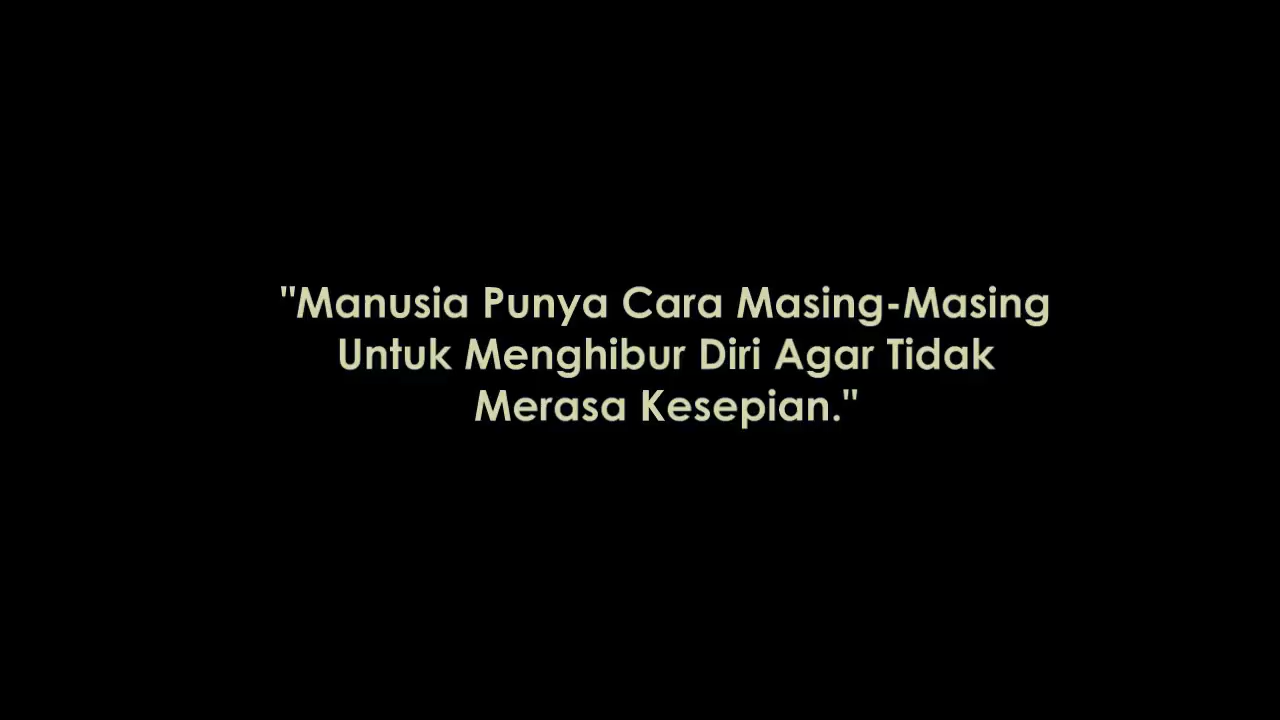 "Manusia Punya Cara Masing-Masing
Untuk Menghibur Diri Agar Tidak
Merasa Kesepian."